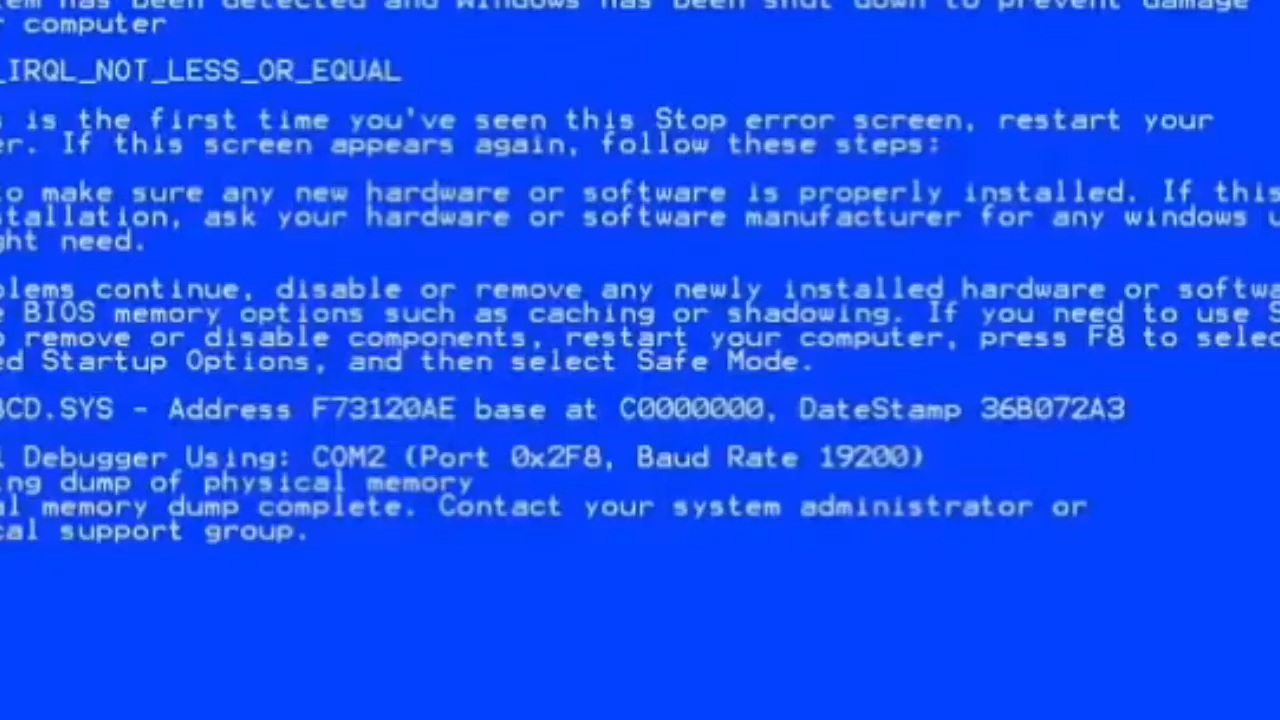 tem has been detected and Windows has been shut down to prevent damage
r computer
_IRQL_NOT_LESS_OR_EQUAL
s is the first time you've seen this Stop error screen, restart your
er. If this screen appears again, follow these steps:
to make sure any new hardware or software is properly installed. If this
stallation, ask your hardware or software manufacturer for any windows u
ght need.
blems continue, disable or remove any newly installed hardware or softwa
e BIOS memory options such as caching or shadowing. If you need to use S
o remove or disable components, restart your computer, press F8 to selec
ed Startup Options, and then select Safe Mode.
BCD.SYS - Address F73120AE base at C0000000, DateStamp 36B072A3
l Debugger Using: COM2 (Port 0x2F8, Baud Rate 19200)
ing dump of physical memory
al memory dump complete. Contact your system administrator or
cal support group.